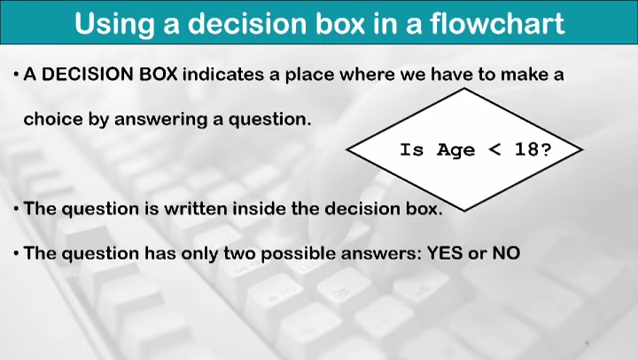 Using a decision box in a flowchart
• A DECISION BOX indicates a place where we have to make a
choice by answering a question.
Is Age < 18?
• The question is written inside the decision box.
• The question has only two possible answers: YES or NO